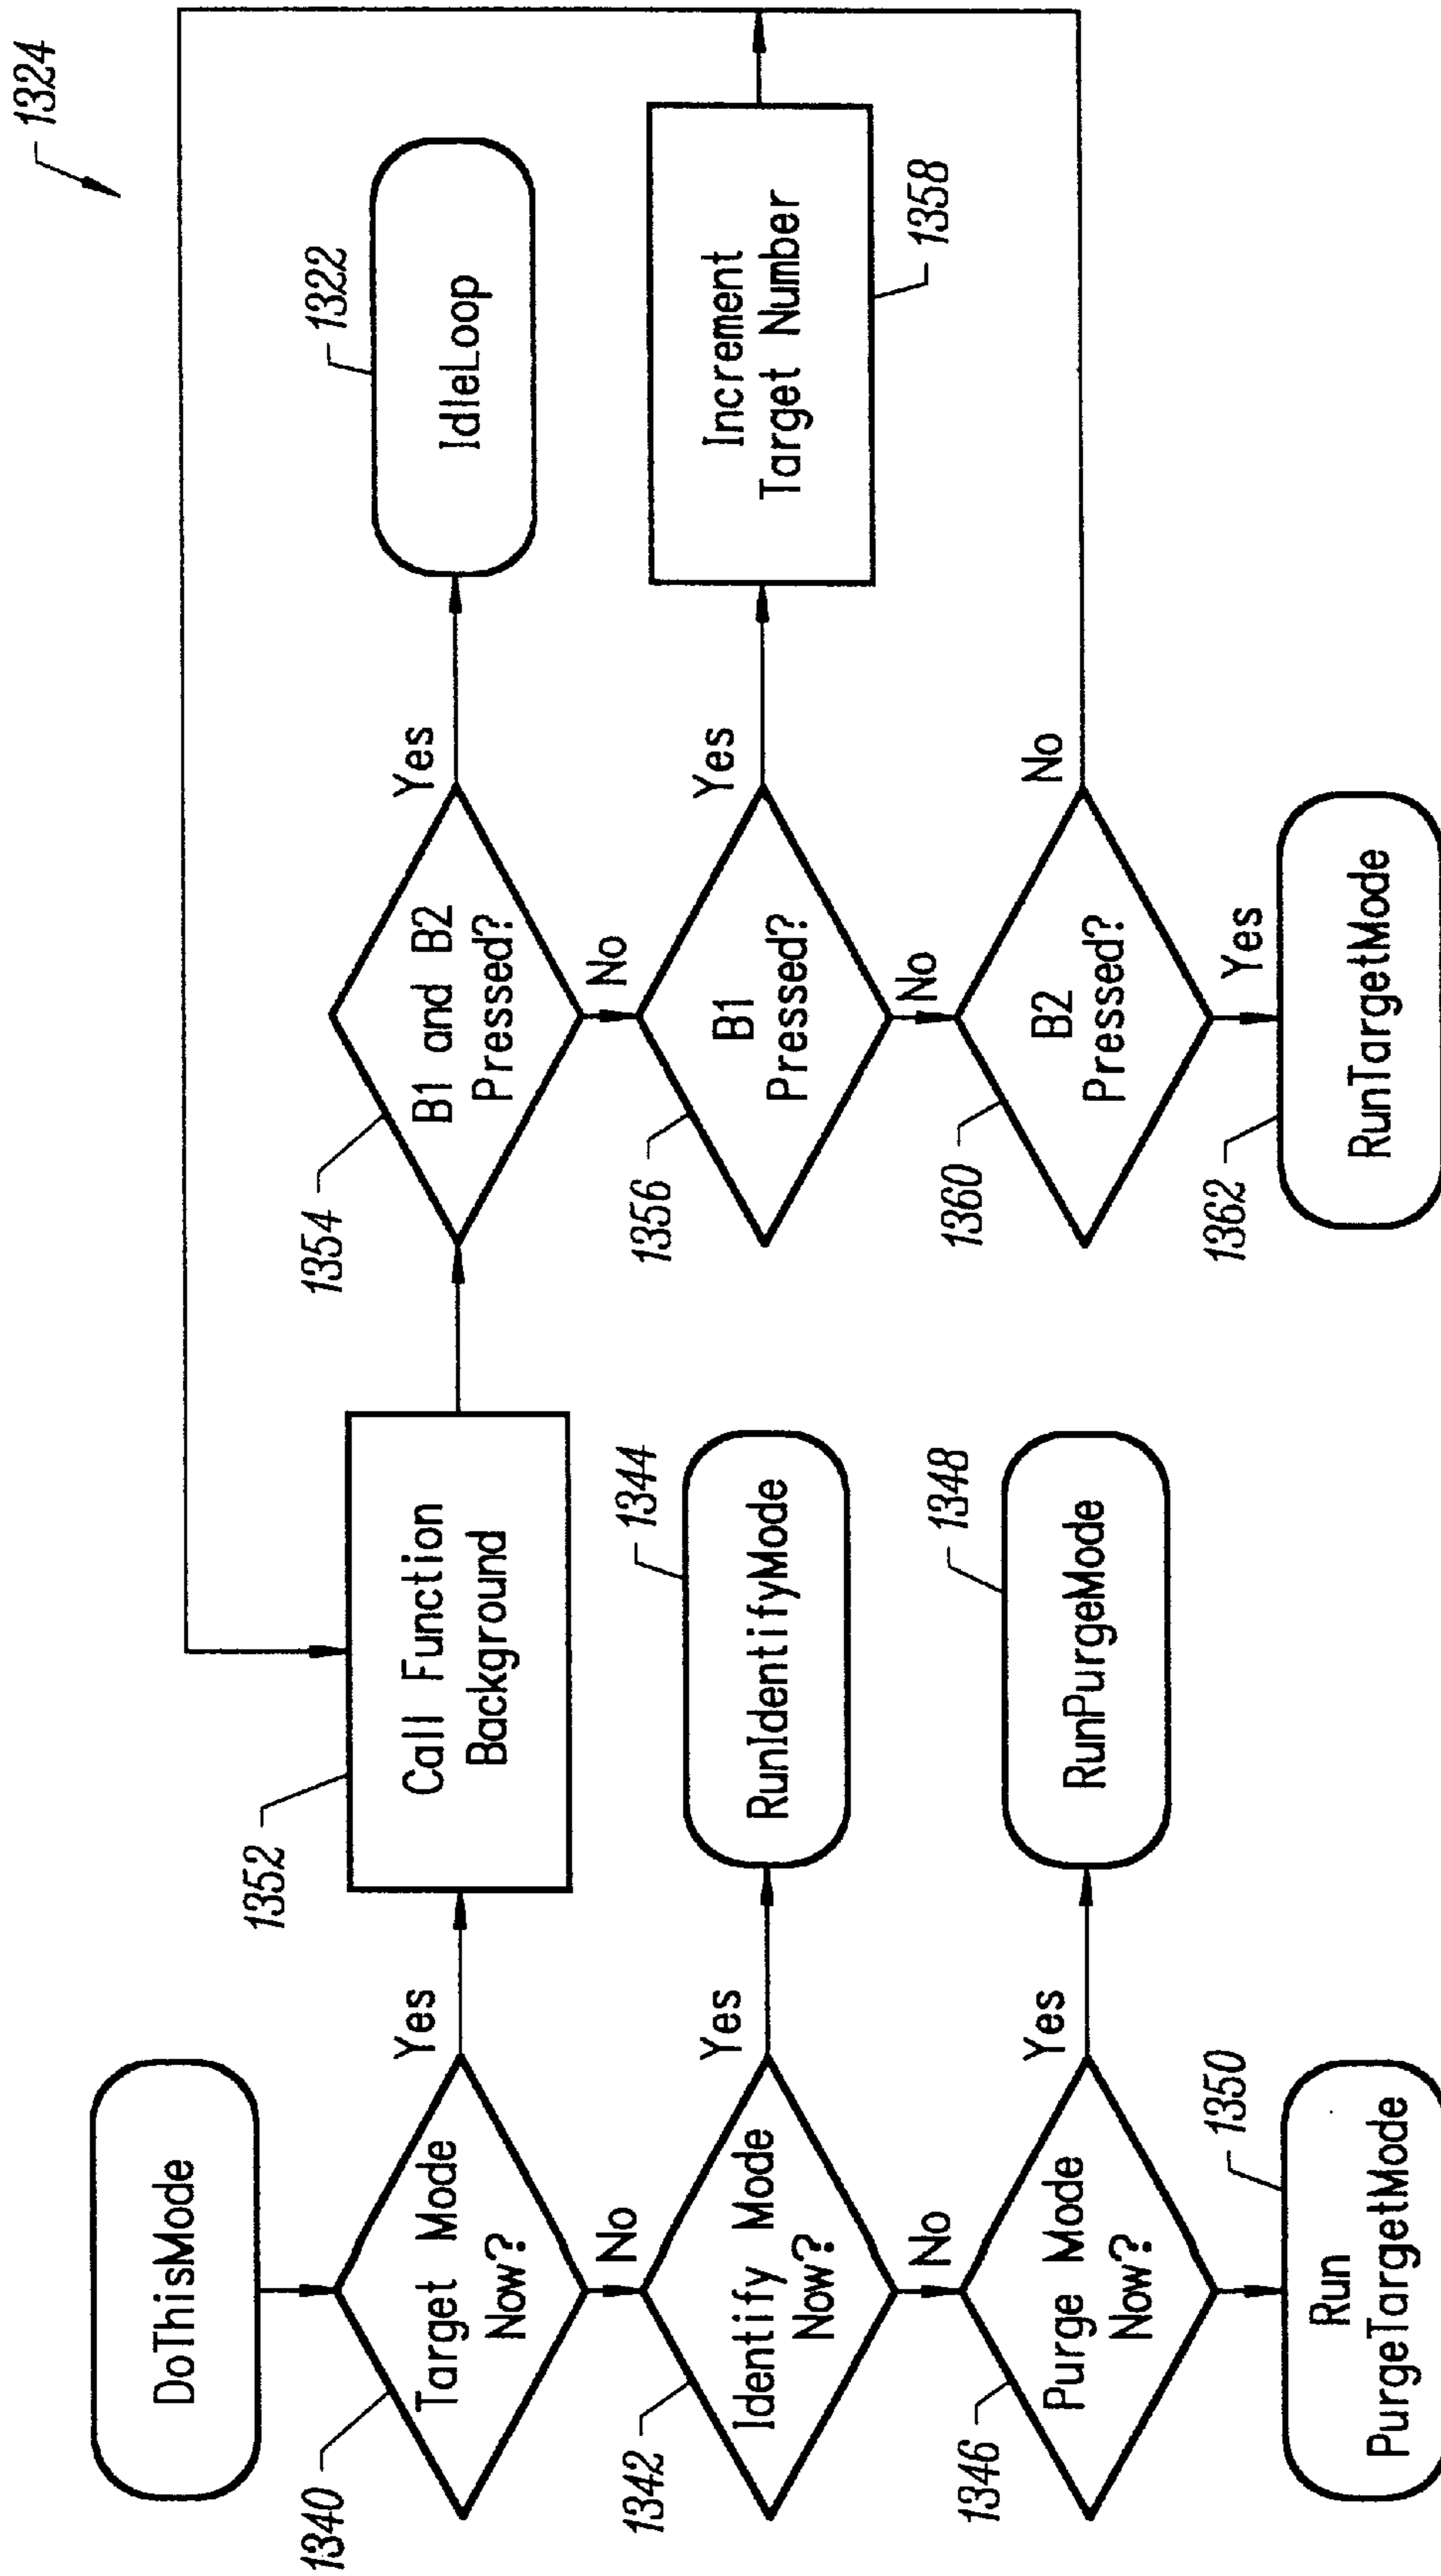 1324
DoThisMode
1340
Target Mode
Now?
Yes
No
1352
Call Function
Background
1354
B1 and B2
Pressed?
Yes
No
1322
IdleLoop
1342
Identify Mode
Now?
Yes
No
1344
RunIdentifyMode
1356
B1
Pressed?
Yes
No
Increment
Target Number
1358
1346
Purge Mode
Now?
Yes
1348
RunPurgeMode
1360
B2
Pressed?
No
Yes
1350
Run
PurgeTargetMode
1362
RunTargetMode